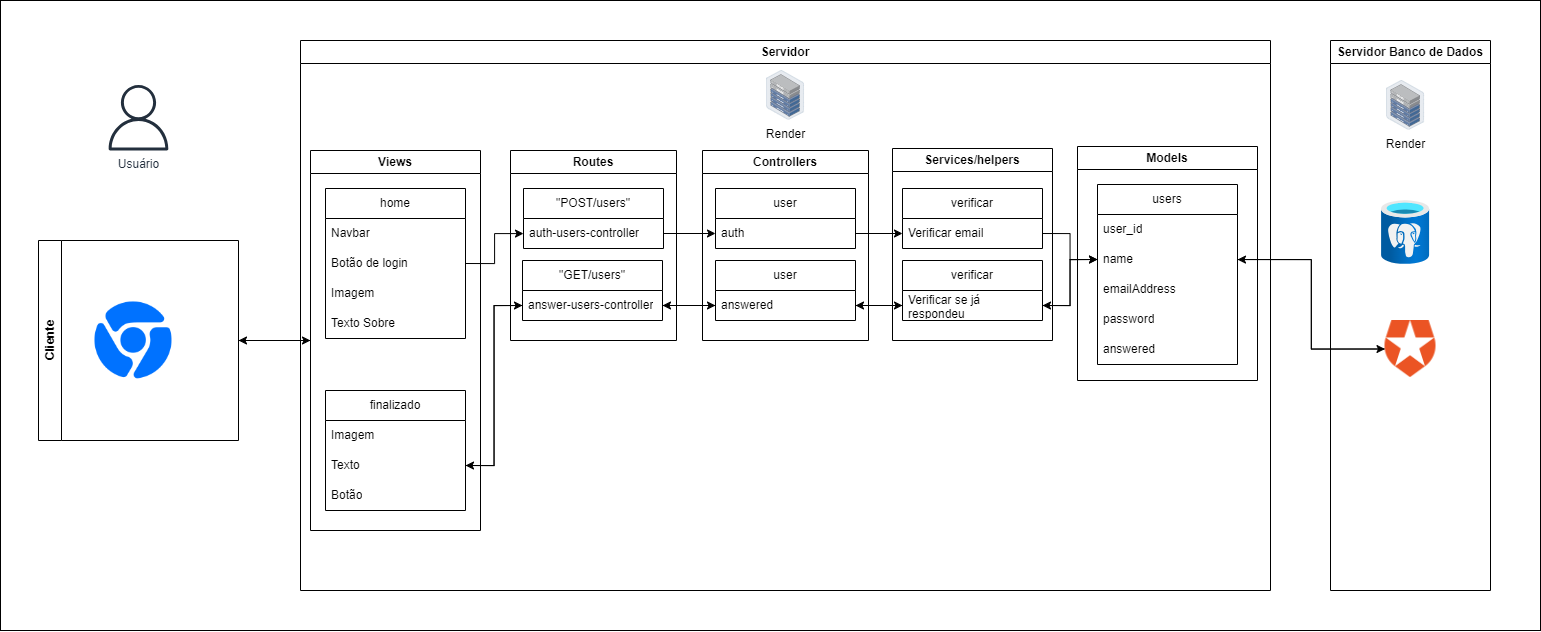 Servidor
Render
Servidor Banco de Dados
Render
Usuário
Cliente
Views
home
Navbar
Botão de login
Imagem
Texto Sobre
finalizado
Imagem
Texto
Botão
Routes
"POST/users"
auth-users-controller
"GET/users"
answer-users-controller
Controllers
user
auth
user
answered
Services/helpers
verificar
Verificar email
verificar
Verificar se já
respondeu
Models
users
user_id
name
emailAddress
password
answered